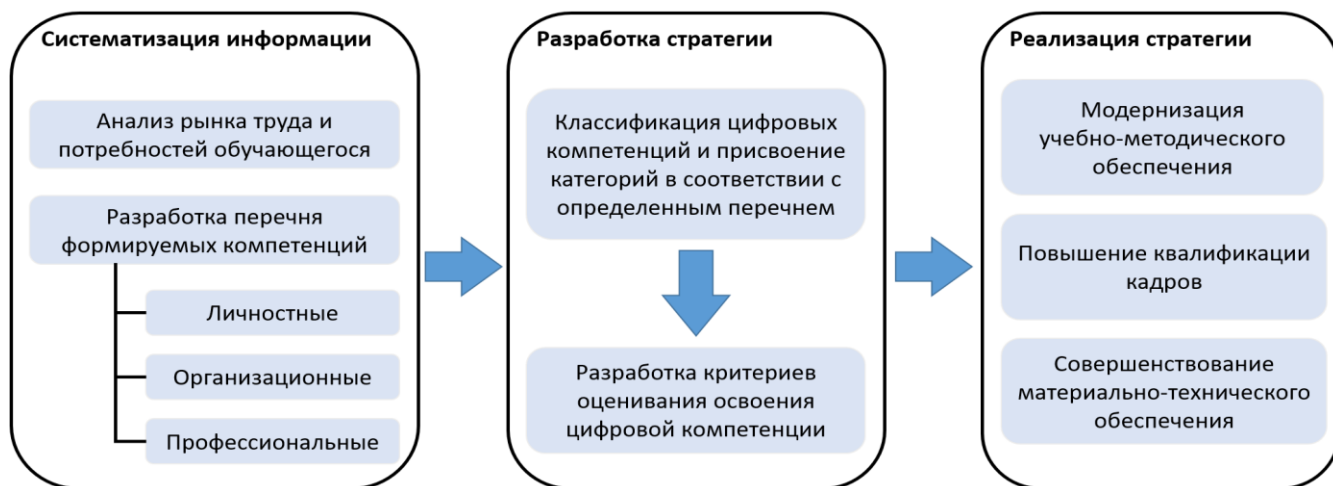 Систематизация информации
Анализ рынка труда и
потребностей обучающегося
Разработка перечня
формируемых компетенций
Личностные
Организационные
Профессиональные
Разработка стратегии
Классификация цифровых
компетенций и присвоение
категорий в соответствии с
определенным перечнем
Разработка критериев
оценивания освоения
цифровой компетенции
Реализация стратегии
Модернизация
учебно-методического
обеспечения
Повышение квалификации
кадров
Совершенствование
материально-технического
обеспечения